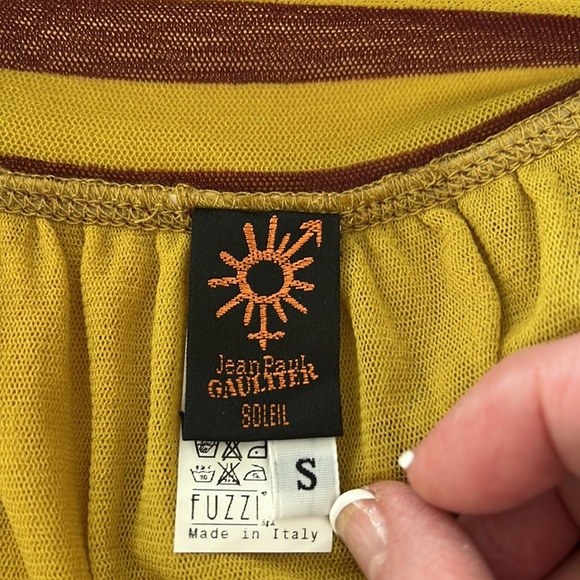 Jean Paul
GAULTIER
SOLEIL
S
FUZZI
Made in Italy